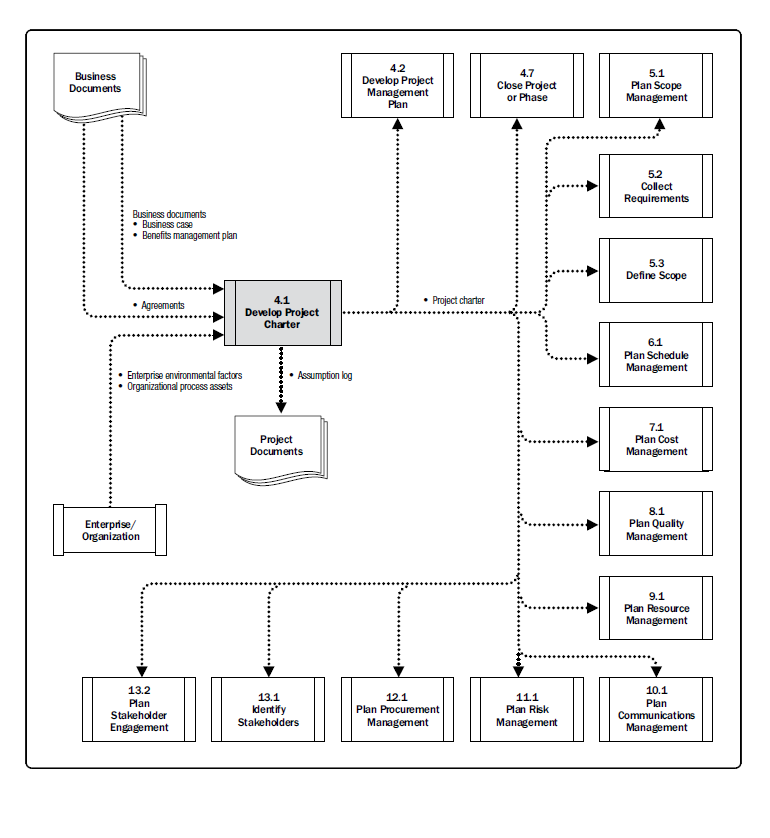 Business
Documents
4.2
Develop Project
Management
Plan
4.7
Close Project
or Phase
5.1
Plan Scope
Management
5.2
Collect
Requirements
Business documents
• Business case
• Benefits management plan
5.3
Define Scope
• Agreements
4.1
Develop Project
Charter
• Project charter
6.1
Plan Schedule
Management
• Enterprise environmental factors
• Organizational process assets
• Assumption log
Project
Documents
7.1
Plan Cost
Management
Enterprise/
Organization
8.1
Plan Quality
Management
9.1
Plan Resource
Management
13.2
Plan
Stakeholder
Engagement
13.1
Identify
Stakeholders
12.1
Plan Procurement
Management
11.1
Plan Risk
Management
10.1
Plan
Communications
Management